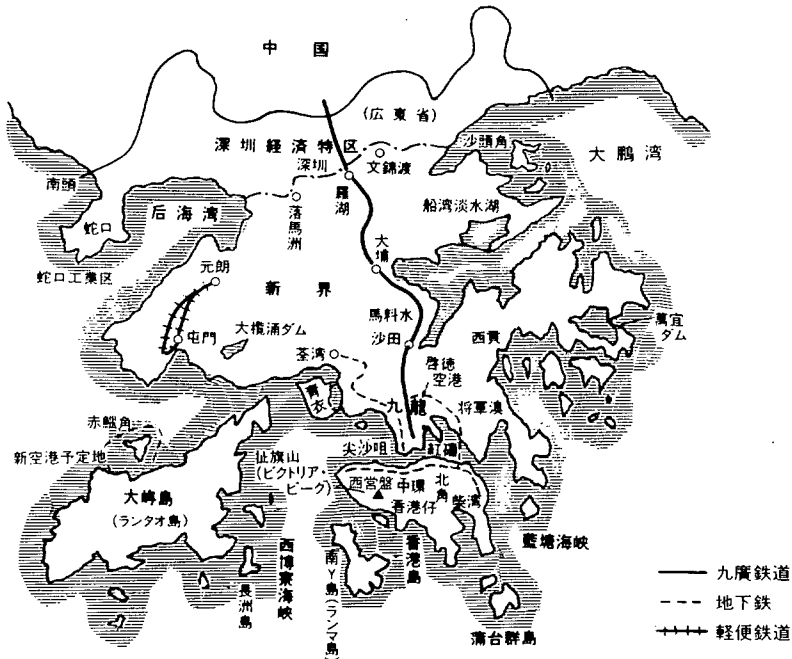 中国
(広東省)
深圳経済特区
沙頭角
大鵬湾
深圳
文錦渡
南頭
羅湖
落馬洲
船湾淡水湖
后海湾
蛇口
大埔
蛇口工業区
元朗
新界
馬料水
萬宜ダム
大欖涌ダム
沙田
西貢
屯門
荃湾
啓徳空港
青衣
九龍
将軍澳
赤鱲角
新空港予定地
尖沙咀
紅磡
征旗山
(ビクトリア・ピーク)
西営盤
中環
北角
大嶼島
(ランタオ島)
香港仔
柴湾
藍塘海峡
西博寮海峡
香港島
長洲島
南Y島(ランマ島)
蒲台群島
九廣鉄道
地下鉄
軽便鉄道